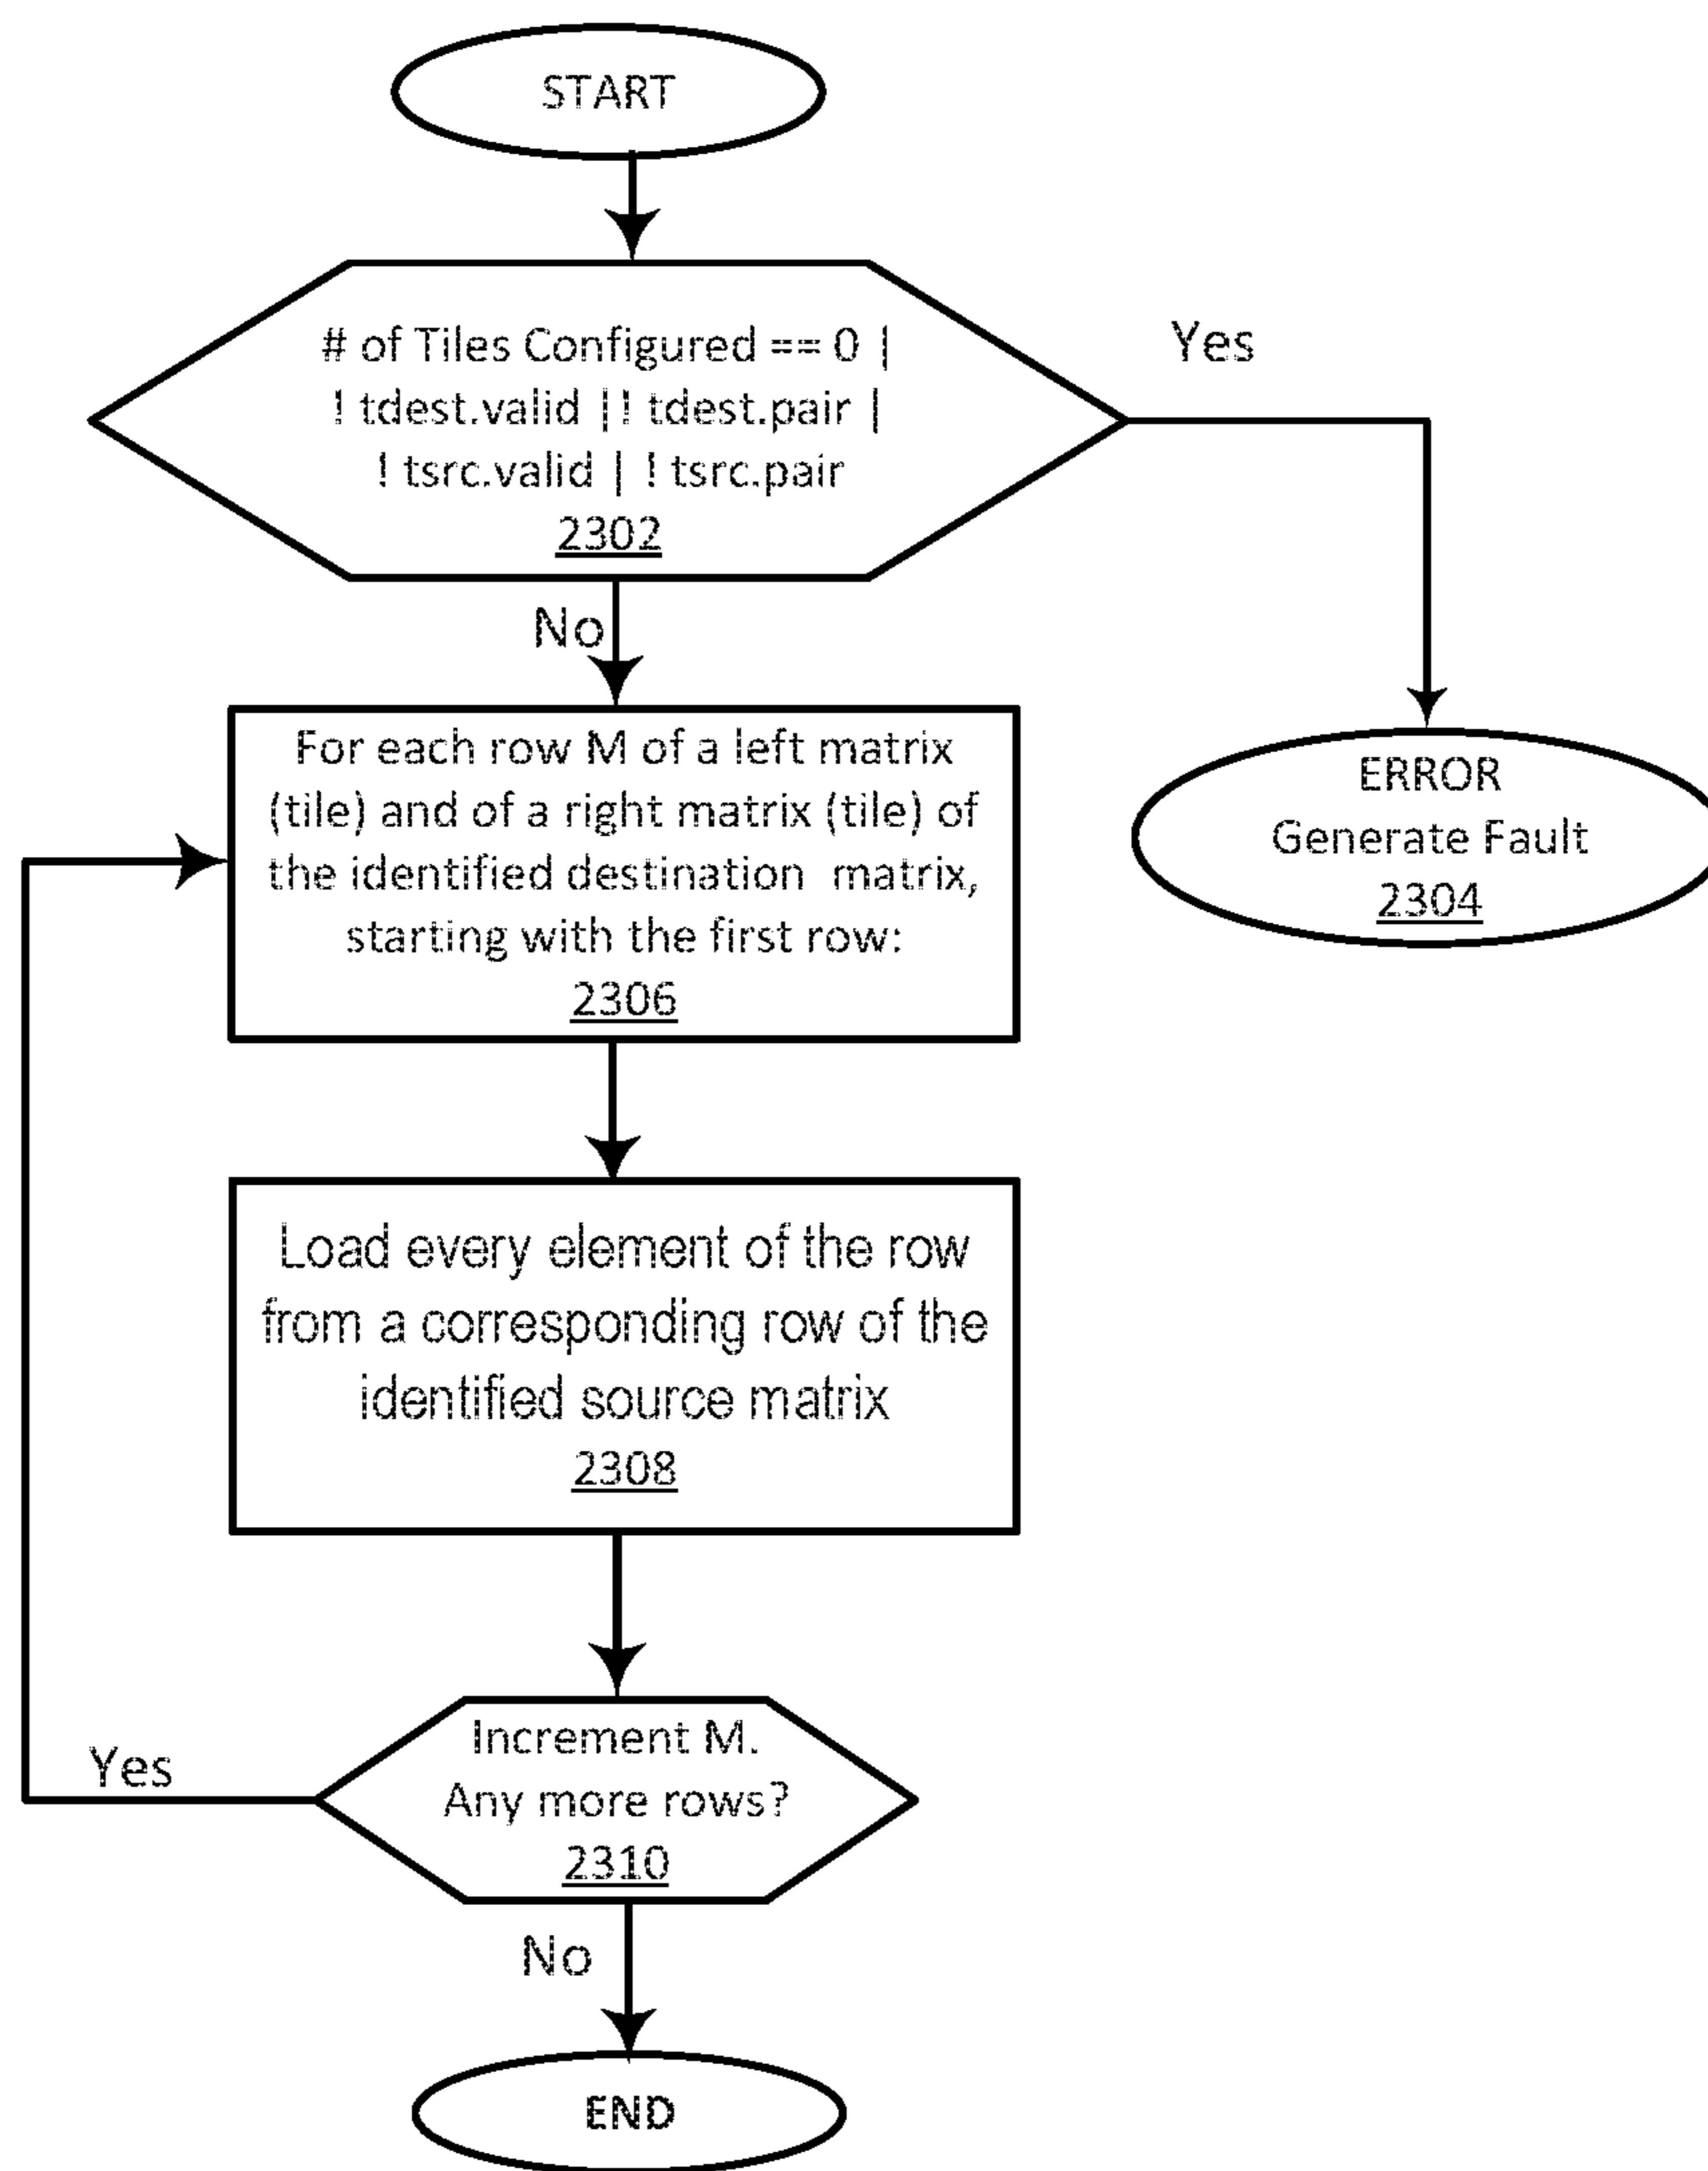 START
# of Tiles Configured == 0 |
! tdest.valid |! tdest.pair |
! tsrc.valid | ! tsrc.pair
2302
Yes
No
For each row M of a left matrix
(tile) and of a right matrix (tile) of
the identified destination matrix,
starting with the first row:
2306
ERROR
Generate Fault
2304
Load every element of the row
from a corresponding row of the
identified source matrix
2308
Increment M.
Any more rows?
2310
Yes
No
END